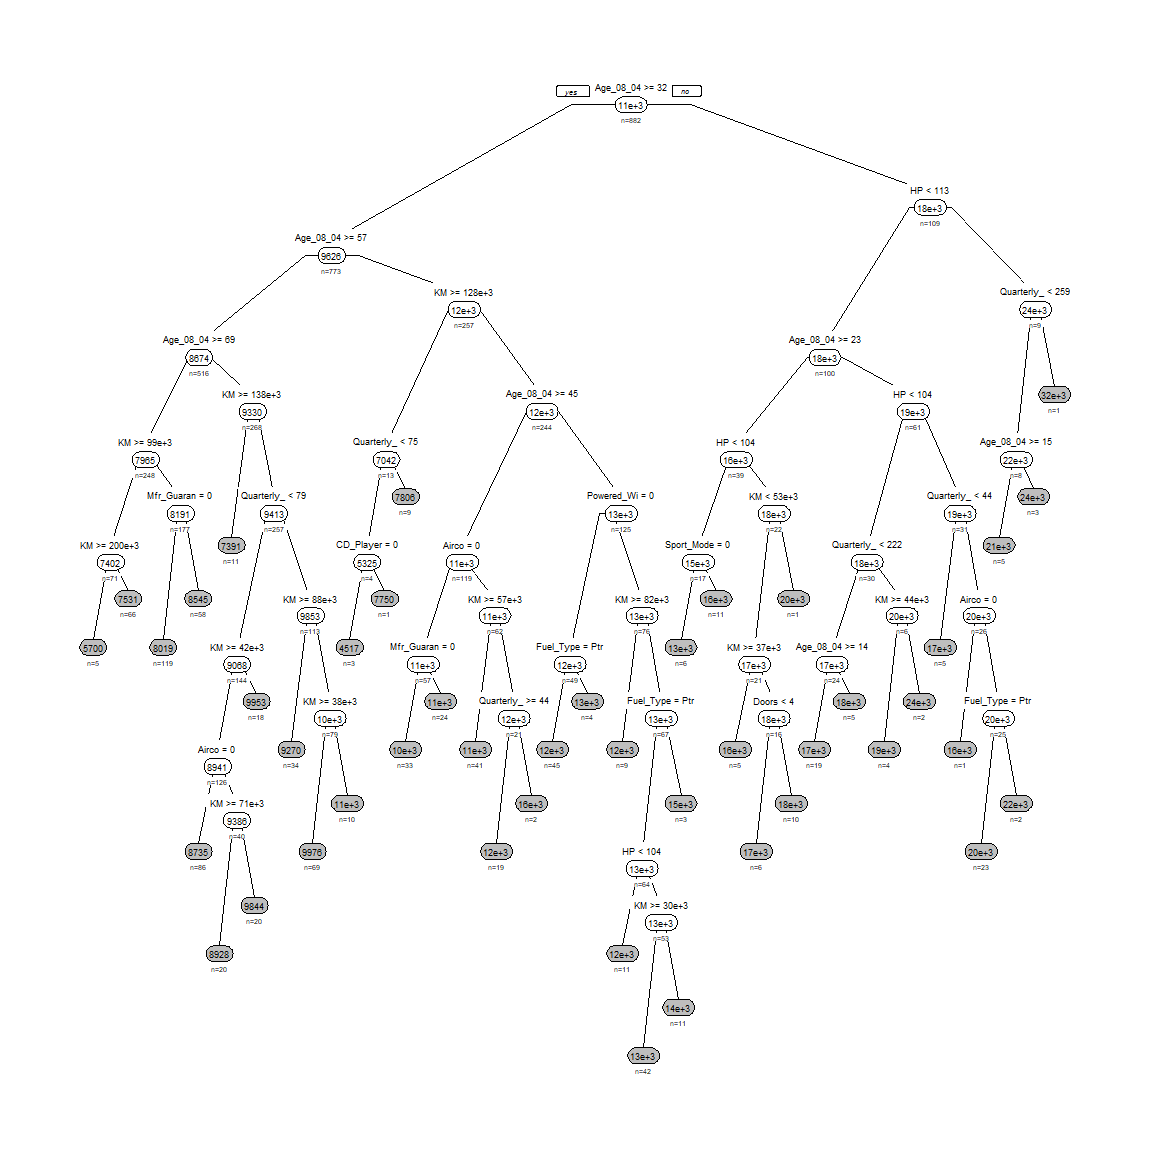 yes Age_08_04 >= 32 no
11e+3
n=882
HP < 113
18e+3
n=109
Age_08_04 >= 57
9626
n=773
KM >= 128e+3
12e+3
n=257
Quarterly_ < 259
24e+3
n=9
Age_08_04 >= 69
8674
n=516
Age_08_04 >= 23
18e+3
n=100
KM >= 138e+3
9330
n=268
Age_08_04 >= 45
12e+3
n=244
HP < 104
19e+3
n=61
32e+3
n=1
KM >= 99e+3
7965
n=248
Quarterly_ < 75
7042
n=13
HP < 104
16e+3
n=39
Age_08_04 >= 15
22e+3
n=8
Mfr_Guaran = 0
8191
n=177
Quarterly_ < 79
9413
n=257
7806
n=9
Powered_Wi = 0
13e+3
n=125
KM < 53e+3
18e+3
n=22
Quarterly_ < 44
19e+3
n=31
24e+3
n=3
KM >= 200e+3
7402
n=71
7391
n=11
CD_Player = 0
5325
n=4
Airco = 0
11e+3
n=119
Sport_Mode = 0
15e+3
n=17
Quarterly_ < 222
18e+3
n=30
21e+3
n=5
7531
n=66
8545
n=58
KM >= 88e+3
9853
n=113
7750
n=1
KM >= 57e+3
11e+3
n=62
KM >= 82e+3
13e+3
n=76
16e+3
n=11
20e+3
n=1
KM >= 44e+3
20e+3
n=6
Airco = 0
20e+3
n=26
5700
n=5
8019
n=119
KM >= 42e+3
9068
n=144
4517
n=3
Mfr_Guaran = 0
11e+3
n=57
Fuel_Type = Ptr
12e+3
n=49
13e+3
n=6
KM >= 37e+3
17e+3
n=21
Age_08_04 >= 14
17e+3
n=24
17e+3
n=5
9953
n=18
KM >= 38e+3
10e+3
n=79
11e+3
n=24
Quarterly_ >= 44
12e+3
n=21
13e+3
n=4
Fuel_Type = Ptr
13e+3
n=67
Doors < 4
18e+3
n=16
18e+3
n=5
24e+3
n=2
Fuel_Type = Ptr
20e+3
n=25
Airco = 0
8941
n=126
9270
n=34
10e+3
n=33
11e+3
n=41
12e+3
n=45
12e+3
n=9
16e+3
n=5
17e+3
n=19
19e+3
n=4
16e+3
n=1
KM >= 71e+3
9386
n=40
11e+3
n=10
16e+3
n=2
15e+3
n=3
18e+3
n=10
22e+3
n=2
8735
n=86
9976
n=69
12e+3
n=19
HP < 104
13e+3
n=64
17e+3
n=6
20e+3
n=23
9844
n=20
KM >= 30e+3
13e+3
n=53
8928
n=20
12e+3
n=11
14e+3
n=11
13e+3
n=42